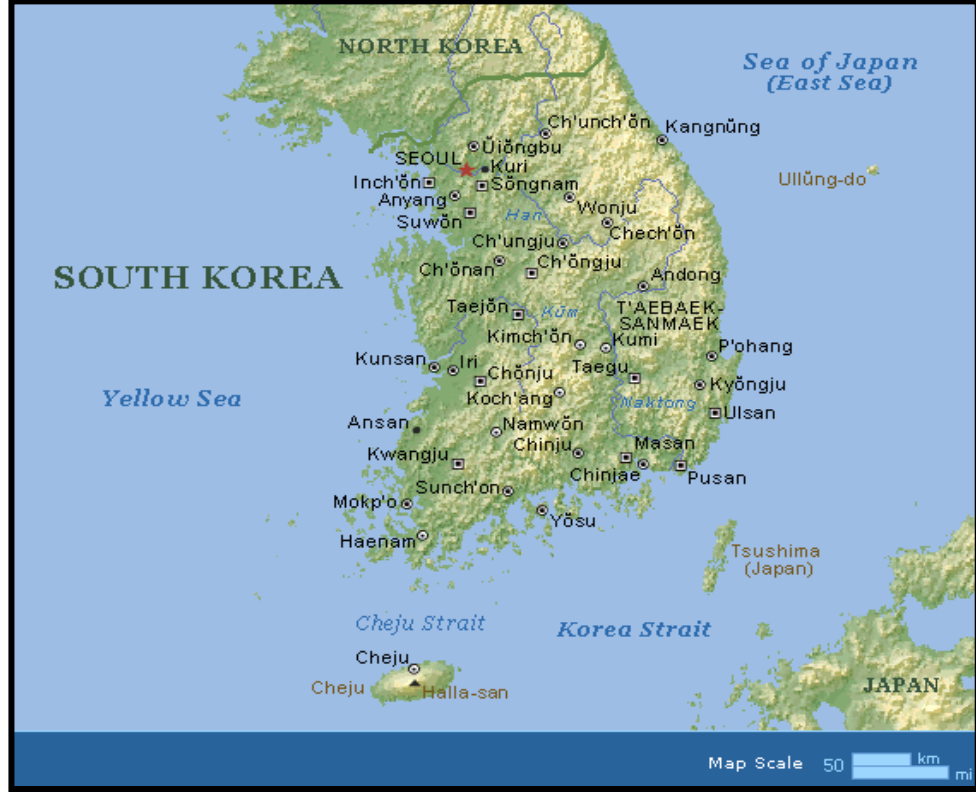 NORTH KOREA
Sea of Japan
(East Sea)
Ch'unch'ŏn
Kangnŭng
Ŭiŏngbu
SEOUL
Kuri
Inch'ŏn
Sŏngnam
Ullŭng-do
Anyang
Wonju
Suwŏn
Han
Chech'ŏn
Ch'ungju
Ch'ŏnan
Ch'ŏngju
SOUTH KOREA
Andong
Taejŏn
Kŭm
T'AEBAEK-
SANMAEK
Kimch'ŏn
Kumi
P'ohang
Kunsan
Iri
Taegu
Chŏnju
Kyŏngju
Koch'ang
Yellow Sea
Naktong
Ulsan
Ansan
Namwŏn
Chinju
Masan
Kwangju
Chinjae
Pusan
Sunch'on
Mokp'o
Yŏsu
Haenam
Tsushima
(Japan)
Cheju Strait
Korea Strait
Cheju
Cheju
Halla-san
JAPAN
Map Scale 50 km
mi